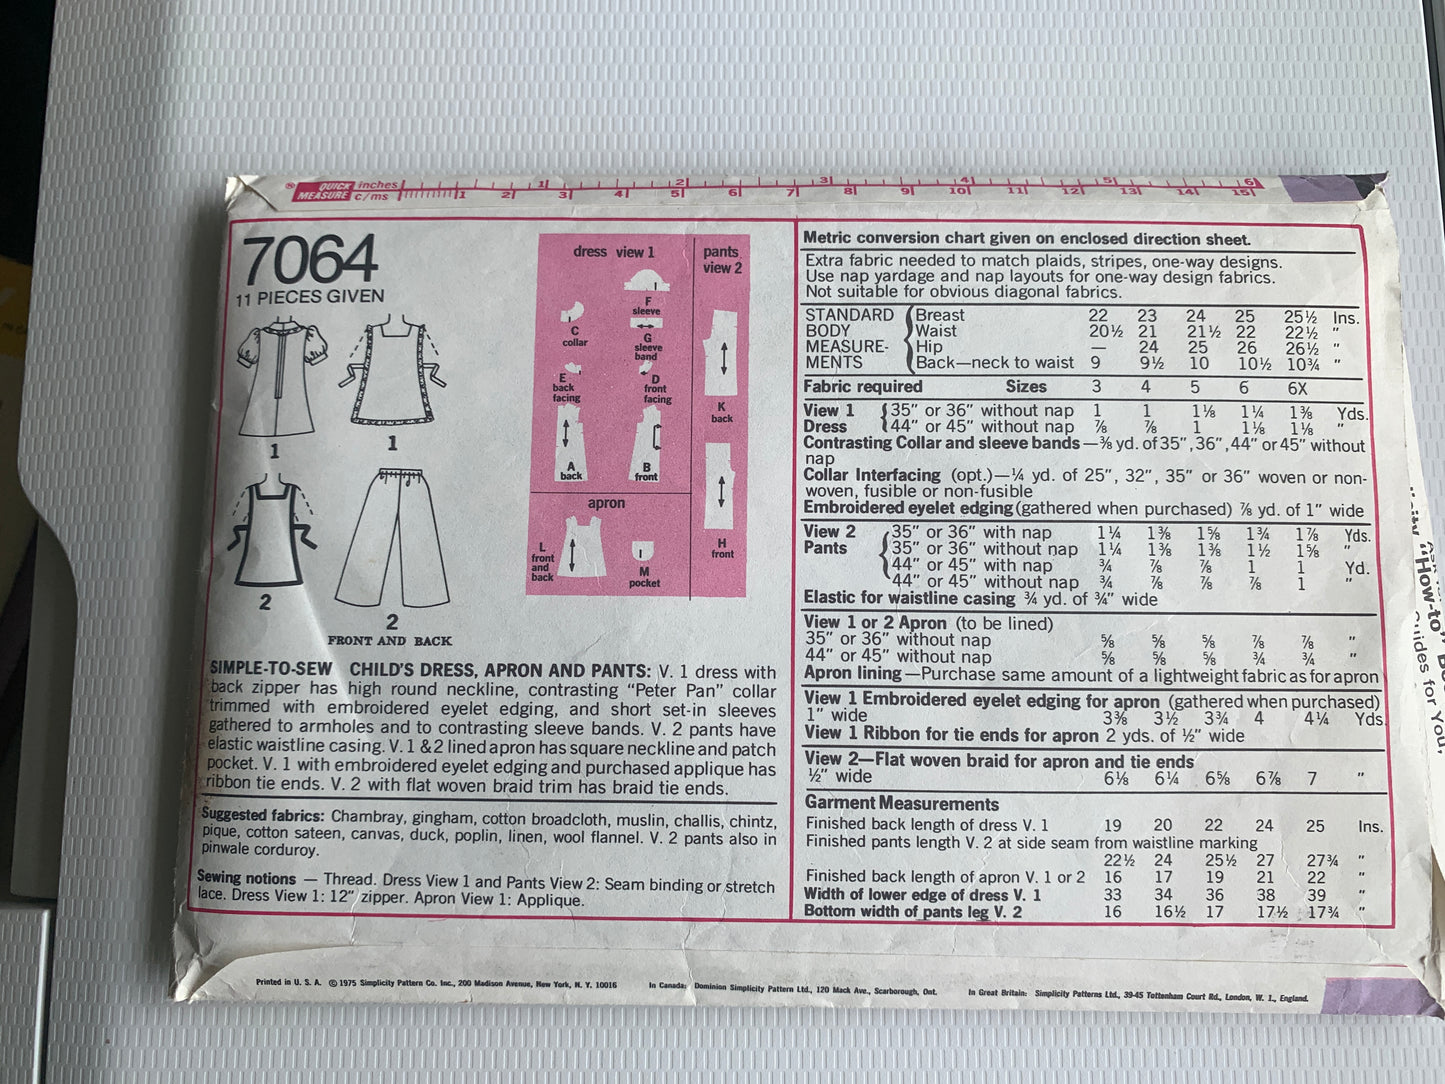 QUICK MEASURE
inches 1 2 3 4 5 6
c/ms 1 2 3 4 5 6 7 8 9 10 11 12 13 14 15
7064
11 PIECES GIVEN
1
1
2
2
FRONT AND BACK
dress view 1
pants view 2
C collar
F sleeve
G sleeve band
E back facing
D front facing
A back
B front
K back
H front
apron
L front and back
M pocket
SIMPLE-TO-SEW CHILD'S DRESS, APRON AND PANTS: V. 1 dress with
back zipper has high round neckline, contrasting "Peter Pan" collar
trimmed with embroidered eyelet edging, and short set-in sleeves
gathered to armholes and to contrasting sleeve bands. V. 2 pants have
elastic waistline casing. V. 1 & 2 lined apron has square neckline and patch
pocket. V. 1 with embroidered eyelet edging and purchased applique has
ribbon tie ends. V. 2 with flat woven braid trim has braid tie ends.
Suggested fabrics: Chambray, gingham, cotton broadcloth, muslin, challis, chintz,
pique, cotton sateen, canvas, duck, poplin, linen, wool flannel. V. 2 pants also in
pinwale corduroy.
Sewing notions — Thread. Dress View 1 and Pants View 2: Seam binding or stretch
lace. Dress View 1: 12" zipper. Apron View 1: Applique.
Metric conversion chart given on enclosed direction sheet.
Extra fabric needed to match plaids, stripes, one-way designs.
Use nap yardage and nap layouts for one-way design fabrics.
Not suitable for obvious diagonal fabrics.
STANDARD Breast 22 23 24 25 25½ Ins.
BODY Waist 20½ 21 21½ 22 22½ "
MEASURE- Hip — 24 25 26 26½ "
MENTS Back—neck to waist 9 9½ 10 10½ 10¾ "
Fabric required Sizes 3 4 5 6 6X
View 1 35" or 36" without nap 1 1 1⅛ 1¼ 1⅜ Yds.
Dress 44" or 45" without nap ⅞ ⅞ 1 1⅛ 1⅛ "
Contrasting Collar and sleeve bands—⅜ yd. of 35", 36", 44" or 45" without
nap
Collar Interfacing (opt.)—¼ yd. of 25", 32", 35" or 36" woven or non-
woven, fusible or non-fusible
Embroidered eyelet edging (gathered when purchased) ⅞ yd. of 1" wide
View 2 35" or 36" with nap 1¼ 1⅜ 1⅝ 1¾ 1⅞ Yds.
Pants 35" or 36" without nap 1¼ 1⅜ 1⅜ 1½ 1⅝ "
44" or 45" with nap ¾ ⅞ ⅞ 1 1 Yd.
44" or 45" without nap ¾ ⅞ ⅞ ⅞ 1 "
Elastic for waistline casing ¾ yd. of ¾" wide
View 1 or 2 Apron (to be lined)
35" or 36" without nap ⅝ ⅝ ⅝ ⅞ ⅞ "
44" or 45" without nap ⅝ ⅝ ⅝ ¾ ¾ "
Apron lining—Purchase same amount of a lightweight fabric as for apron
View 1 Embroidered eyelet edging for apron (gathered when purchased)
1" wide 3⅜ 3½ 3¾ 4 4¼ Yds
View 1 Ribbon for tie ends for apron 2 yds. of ½" wide
View 2—Flat woven braid for apron and tie ends
½" wide 6⅛ 6¼ 6⅝ 6⅞ 7 "
Garment Measurements
Finished back length of dress V. 1 19 20 22 24 25 Ins.
Finished pants length V. 2 at side seam from waistline marking
22½ 24 25½ 27 27¾ "
Finished back length of apron V. 1 or 2 16 17 19 21 22 "
Width of lower edge of dress V. 1 33 34 36 38 39 "
Bottom width of pants leg V. 2 16 16½ 17 17½ 17¾ "
Printed in U. S. A. © 1975 Simplicity Pattern Co. Inc., 200 Madison Avenue, New York, N. Y. 10016
In Canada: Dominion Simplicity Pattern Ltd., 120 Mack Ave., Scarborough, Ont.
In Great Britain: Simplicity Patterns Ltd., 39-45 Tottenham Court Rd., London, W. 1., England.
"How-to"
Guides for You,